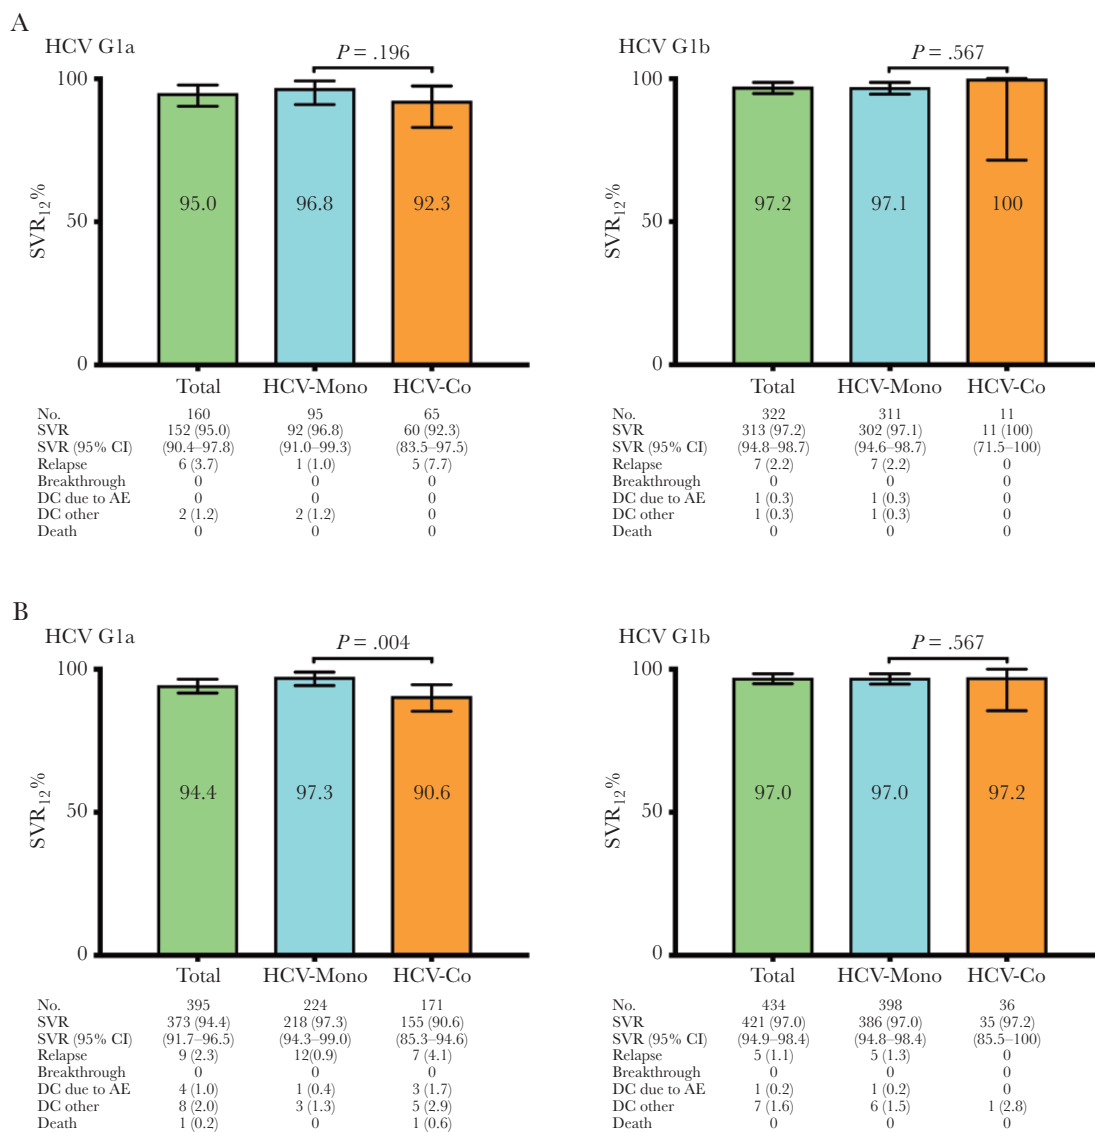 A
HCV G1a
P = .196
100
50
0
SVR12%
95.0
96.8
92.3
Total HCV-Mono HCV-Co
No. 160 95 65
SVR 152 (95.0) 92 (96.8) 60 (92.3)
SVR (95% CI) (90.4–97.8) (91.0–99.3) (83.5–97.5)
Relapse 6 (3.7) 1 (1.0) 5 (7.7)
Breakthrough 0 0 0
DC due to AE 0 0 0
DC other 2 (1.2) 2 (1.2) 0
Death 0 0 0
HCV G1b
P = .567
100
50
0
SVR12%
97.2
97.1
100
Total HCV-Mono HCV-Co
No. 322 311 11
SVR 313 (97.2) 302 (97.1) 11 (100)
SVR (95% CI) (94.8–98.7) (94.6–98.7) (71.5–100)
Relapse 7 (2.2) 7 (2.2) 0
Breakthrough 0 0 0
DC due to AE 1 (0.3) 1 (0.3) 0
DC other 1 (0.3) 1 (0.3) 0
Death 0 0 0
B
HCV G1a
P = .004
100
50
0
SVR12%
94.4
97.3
90.6
Total HCV-Mono HCV-Co
No. 395 224 171
SVR 373 (94.4) 218 (97.3) 155 (90.6)
SVR (95% CI) (91.7–96.5) (94.3–99.0) (85.3–94.6)
Relapse 9 (2.3) 12(0.9) 7 (4.1)
Breakthrough 0 0 0
DC due to AE 4 (1.0) 1 (0.4) 3 (1.7)
DC other 8 (2.0) 3 (1.3) 5 (2.9)
Death 1 (0.2) 0 1 (0.6)
HCV G1b
P = .567
100
50
0
SVR12%
97.0
97.0
97.2
Total HCV-Mono HCV-Co
No. 434 398 36
SVR 421 (97.0) 386 (97.0) 35 (97.2)
SVR (95% CI) (94.9–98.4) (94.8–98.4) (85.5–100)
Relapse 5 (1.1) 5 (1.3) 0
Breakthrough 0 0 0
DC due to AE 1 (0.2) 1 (0.2) 0
DC other 7 (1.6) 6 (1.5) 1 (2.8)
Death 0 0 0